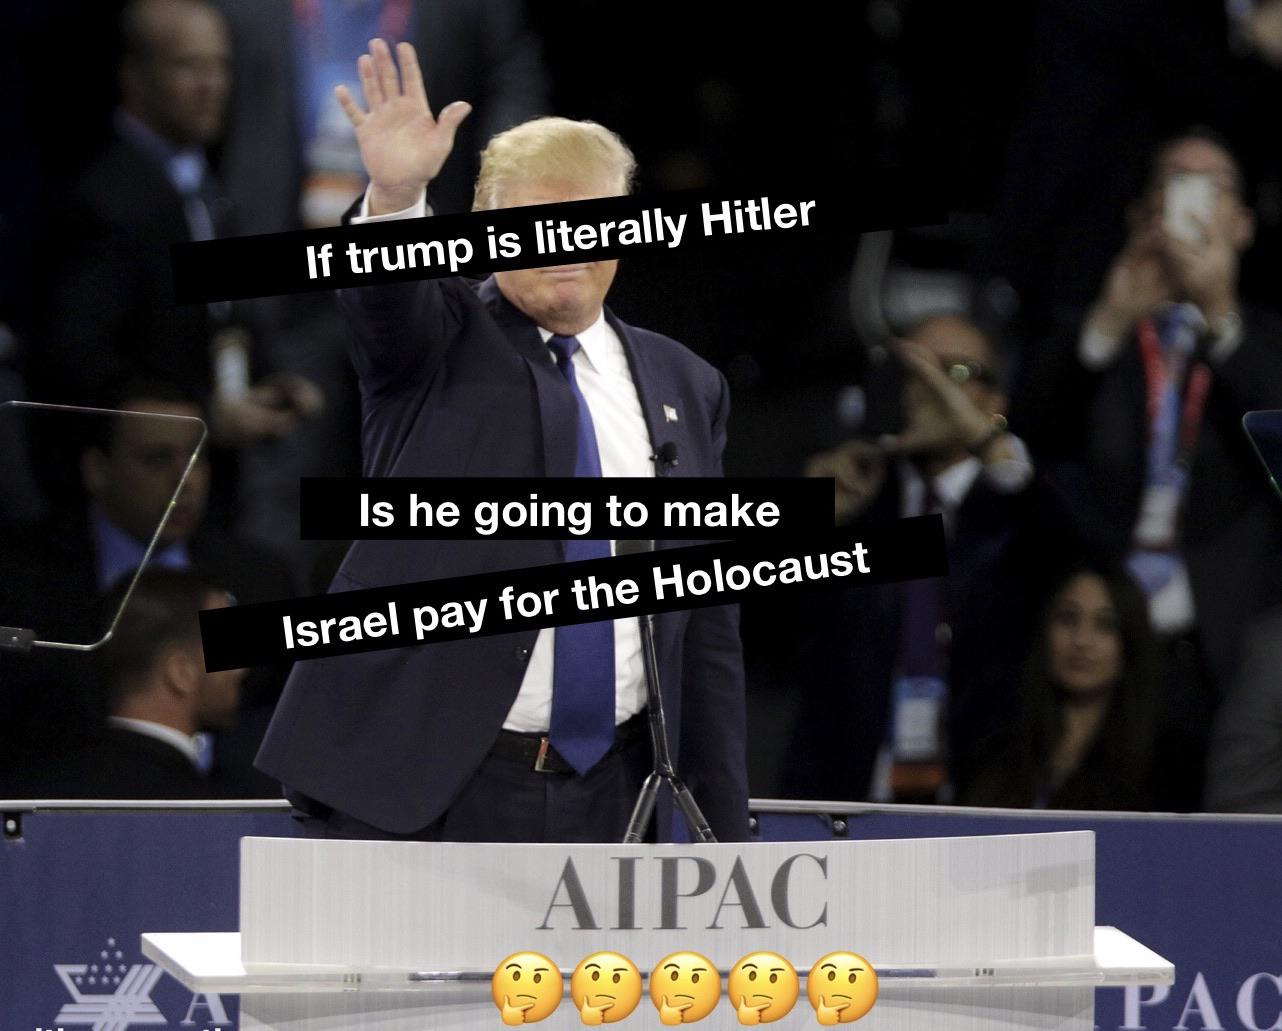 If trump is literally Hitler
Is he going to make
Israel pay for the Holocaust
AIPAC
🤔🤔🤔🤔🤔
A
PAC